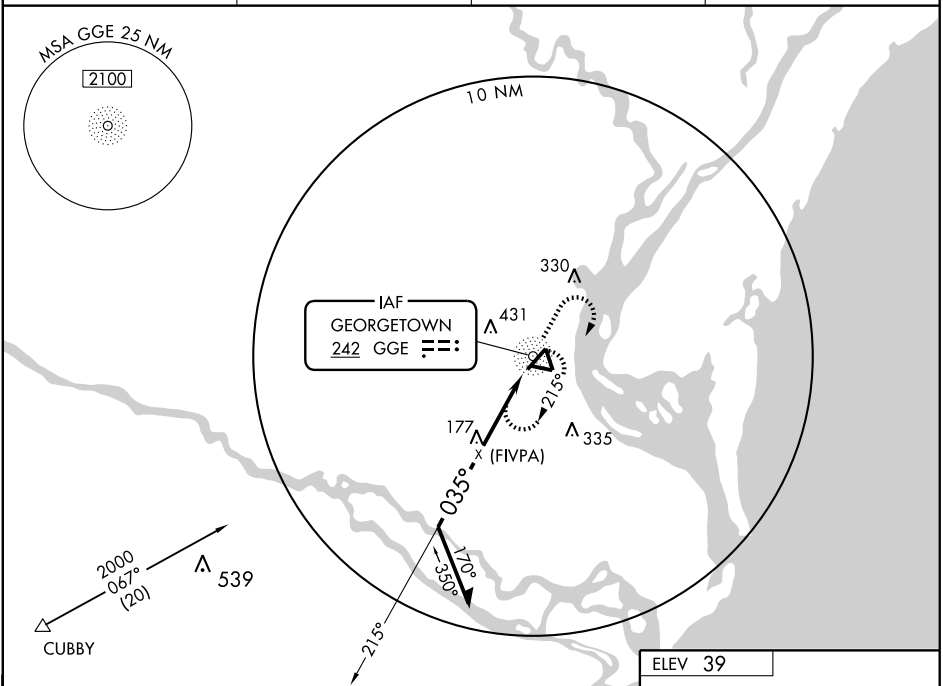 MSA GGE 25 NM
2100
10 NM
330
IAF
GEORGETOWN
242 GGE
431
215°
177
335
(FIVPA)
035°
170°
350°
2000
067°
(20)
539
CUBBY
215°
ELEV 39